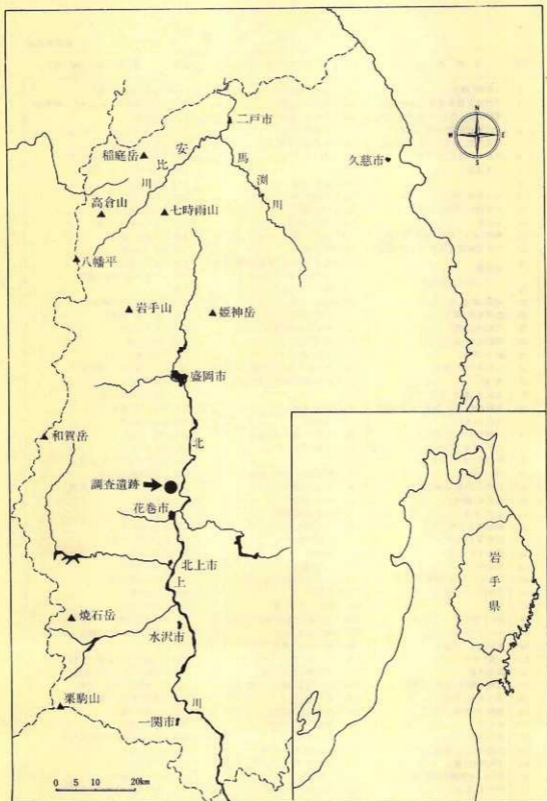 N
W
E
S
二戸市
稲庭岳
安比川
馬渕川
久慈市
高倉山
七時雨山
八幡平
岩手山
姫神岳
盛岡市
和賀岳
北上川
調査遺跡
花巻市
北上市
焼石岳
水沢市
栗駒山
一関市
岩手県
0 5 10 20km